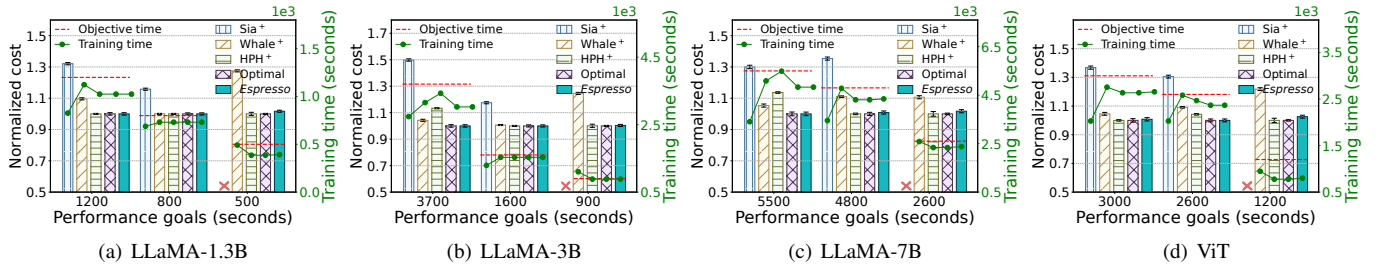 1e3
Normalized cost
1.5
1.3
1.1
0.9
0.7
0.5
Objective time
Training time
Sia+
Whale+
HPH+
Optimal
Espresso
1.5
1.0
0.5
0.0
Training time (seconds)
1200 800 500
Performance goals (seconds)
(a) LLaMA-1.3B
1e3
Normalized cost
1.7
1.5
1.3
1.1
0.9
0.7
0.5
Objective time
Training time
Sia+
Whale+
HPH+
Optimal
Espresso
4.5
2.5
0.5
Training time (seconds)
3700 1600 900
Performance goals (seconds)
(b) LLaMA-3B
1e3
Normalized cost
1.5
1.3
1.1
0.9
0.7
0.5
Objective time
Training time
Sia+
Whale+
HPH+
Optimal
Espresso
6.5
4.5
2.5
0.5
Training time (seconds)
5500 4800 2600
Performance goals (seconds)
(c) LLaMA-7B
1e3
Normalized cost
1.5
1.3
1.1
0.9
0.7
0.5
Objective time
Training time
Sia+
Whale+
HPH+
Optimal
Espresso
3.5
2.5
1.5
0.5
Training time (seconds)
3000 2600 1200
Performance goals (seconds)
(d) ViT